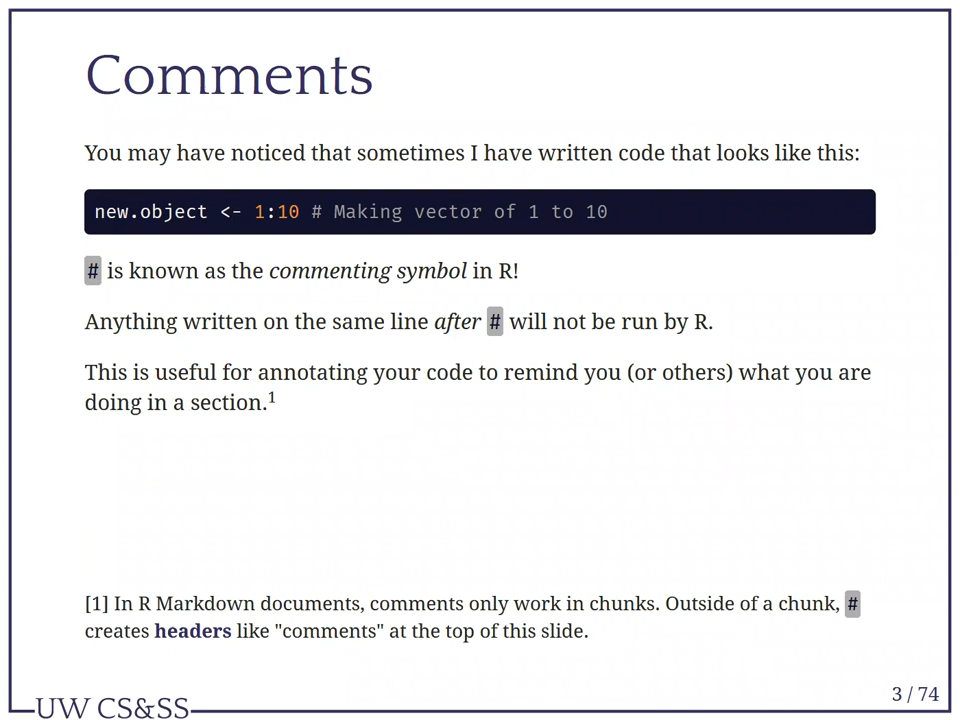 Comments
You may have noticed that sometimes I have written code that looks like this:
new.object <- 1:10 # Making vector of 1 to 10
# is known as the commenting symbol in R!
Anything written on the same line after # will not be run by R.
This is useful for annotating your code to remind you (or others) what you are
doing in a section.1
[1] In R Markdown documents, comments only work in chunks. Outside of a chunk, #
creates headers like "comments" at the top of this slide.
3 / 74
UW CS&SS